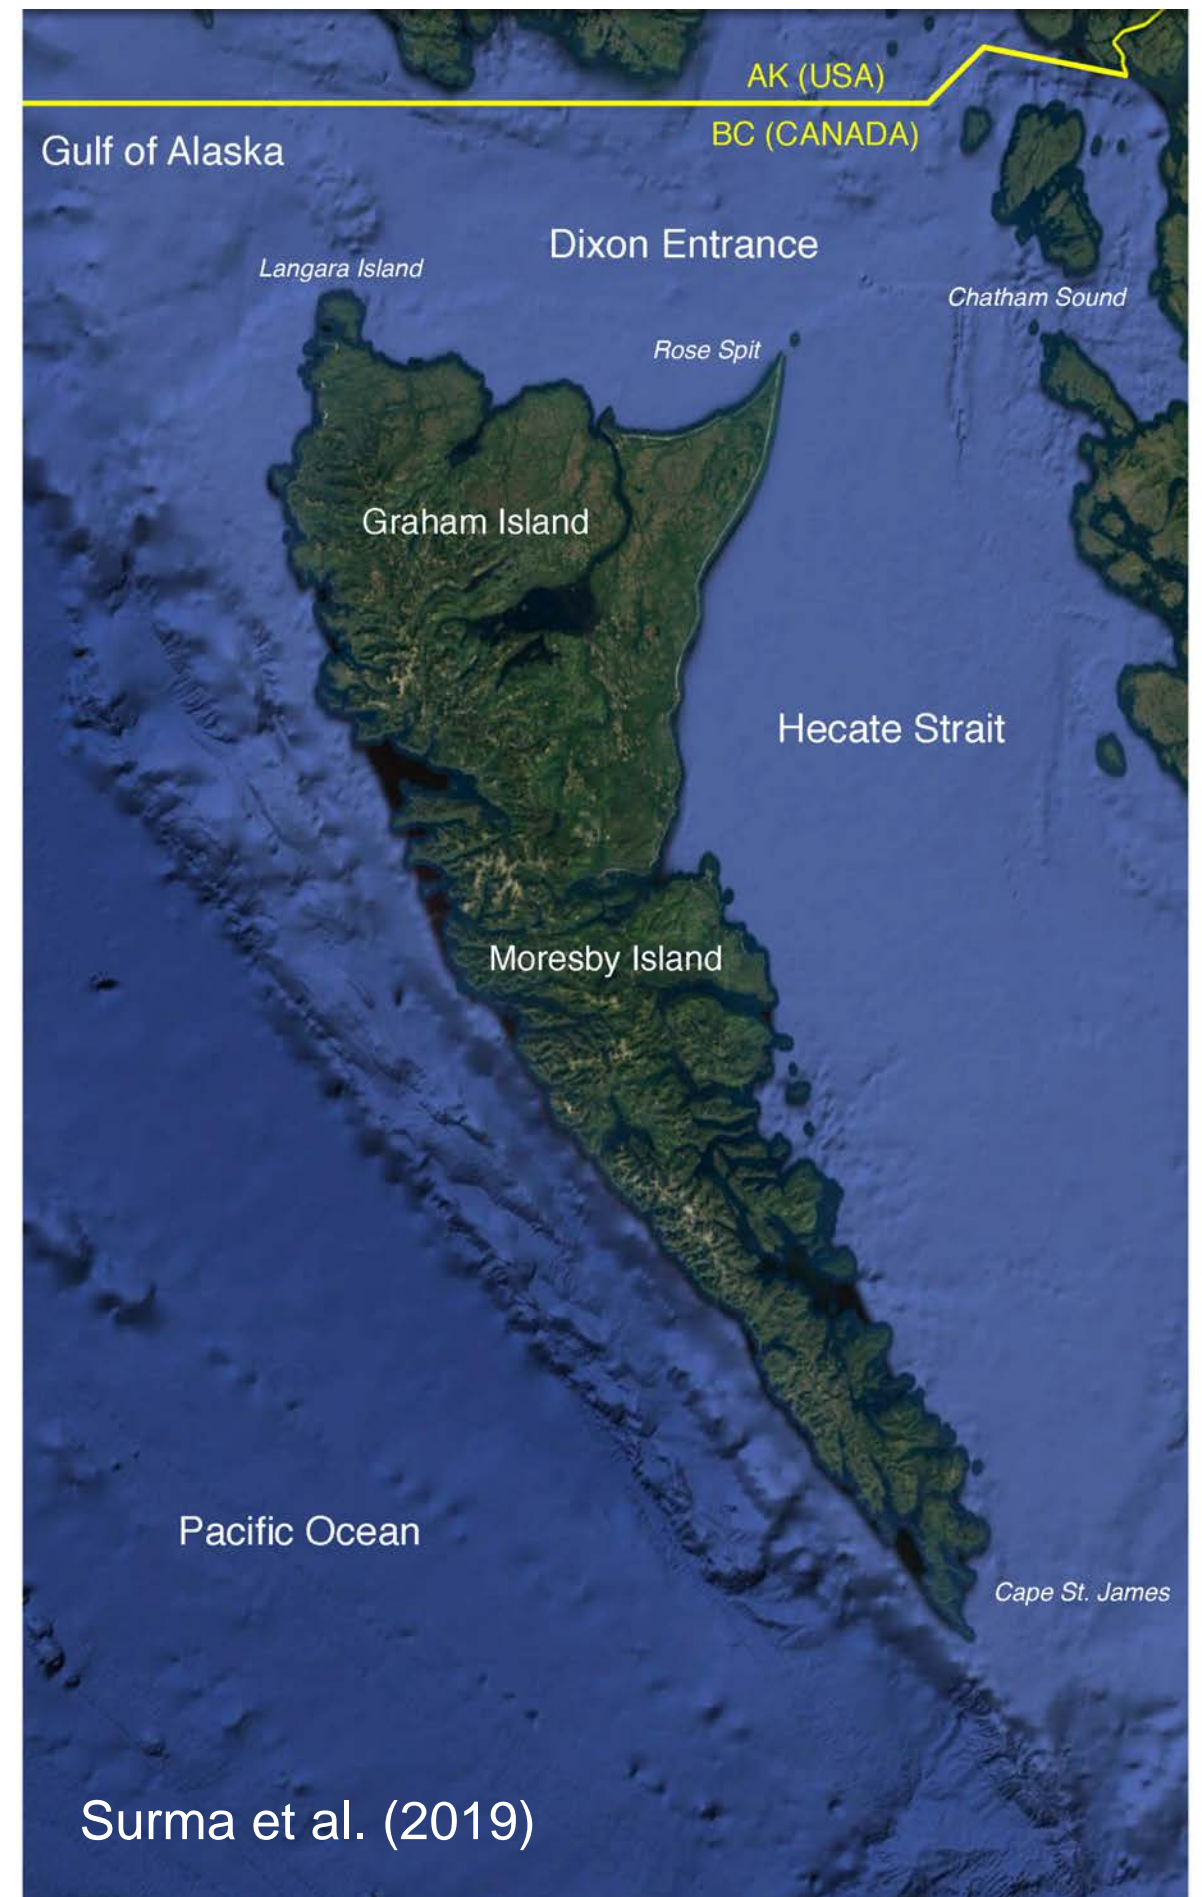 AK (USA)
BC (CANADA)
Gulf of Alaska
Dixon Entrance
Langara Island
Chatham Sound
Rose Spit
Graham Island
Hecate Strait
Moresby Island
Pacific Ocean
Cape St. James
Surma et al. (2019)